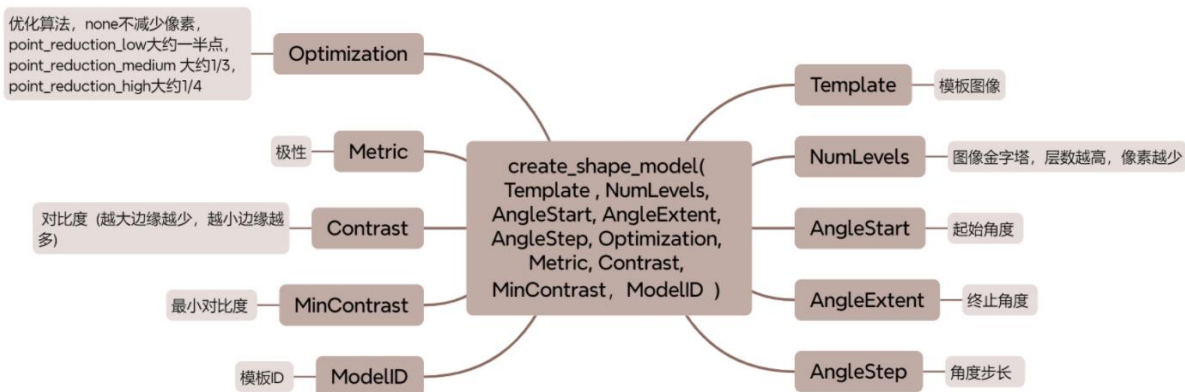 优化算法，none不减少像素，
point_reduction_low大约一半点，
point_reduction_medium 大约1/3，
point_reduction_high大约1/4
Optimization
极性
Metric
对比度（越大边缘越少，越小边缘越
多）
Contrast
最小对比度
MinContrast
模板ID
ModelID
create_shape_model(
Template , NumLevels,
AngleStart, AngleExtent,
AngleStep, Optimization,
Metric, Contrast,
MinContrast，ModelID )
Template
模板图像
NumLevels
图像金字塔，层数越高，像素越少
AngleStart
起始角度
AngleExtent
终止角度
AngleStep
角度步长